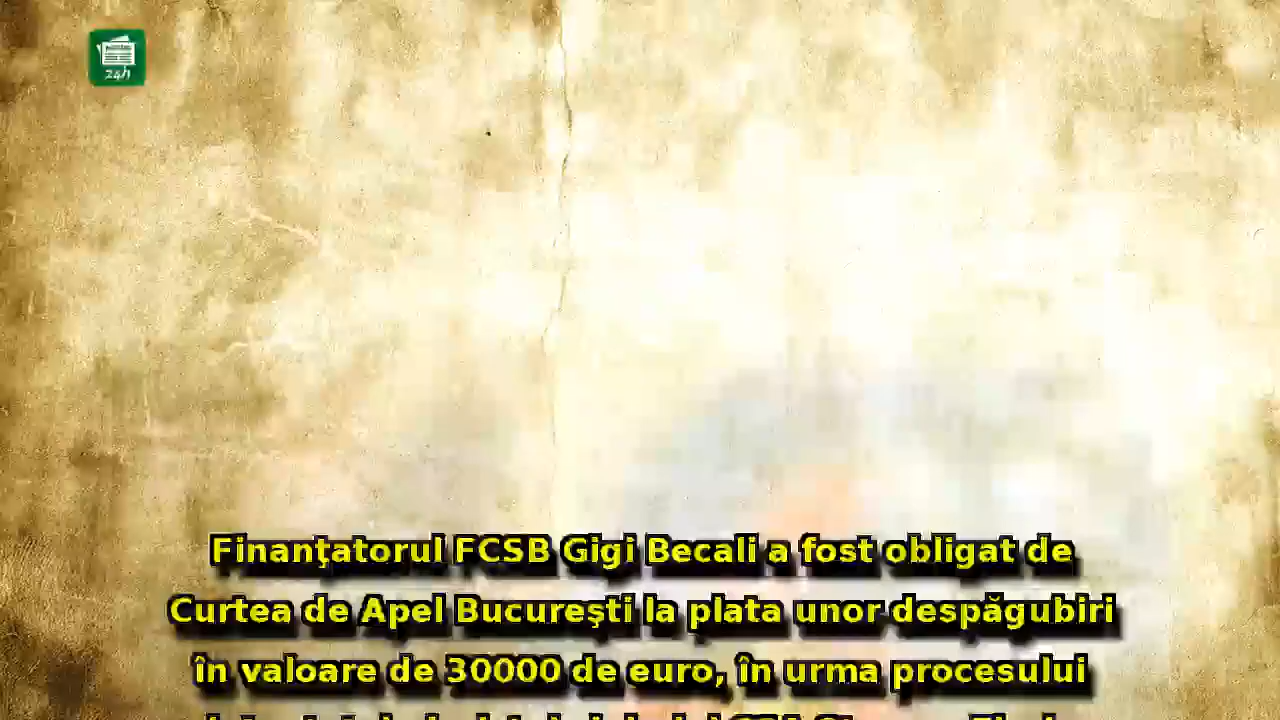 24h
Finanţatorul FCSB Gigi Becali a fost obligat de
Curtea de Apel Bucureşti la plata unor despăgubiri
în valoare de 30000 de euro, în urma procesului